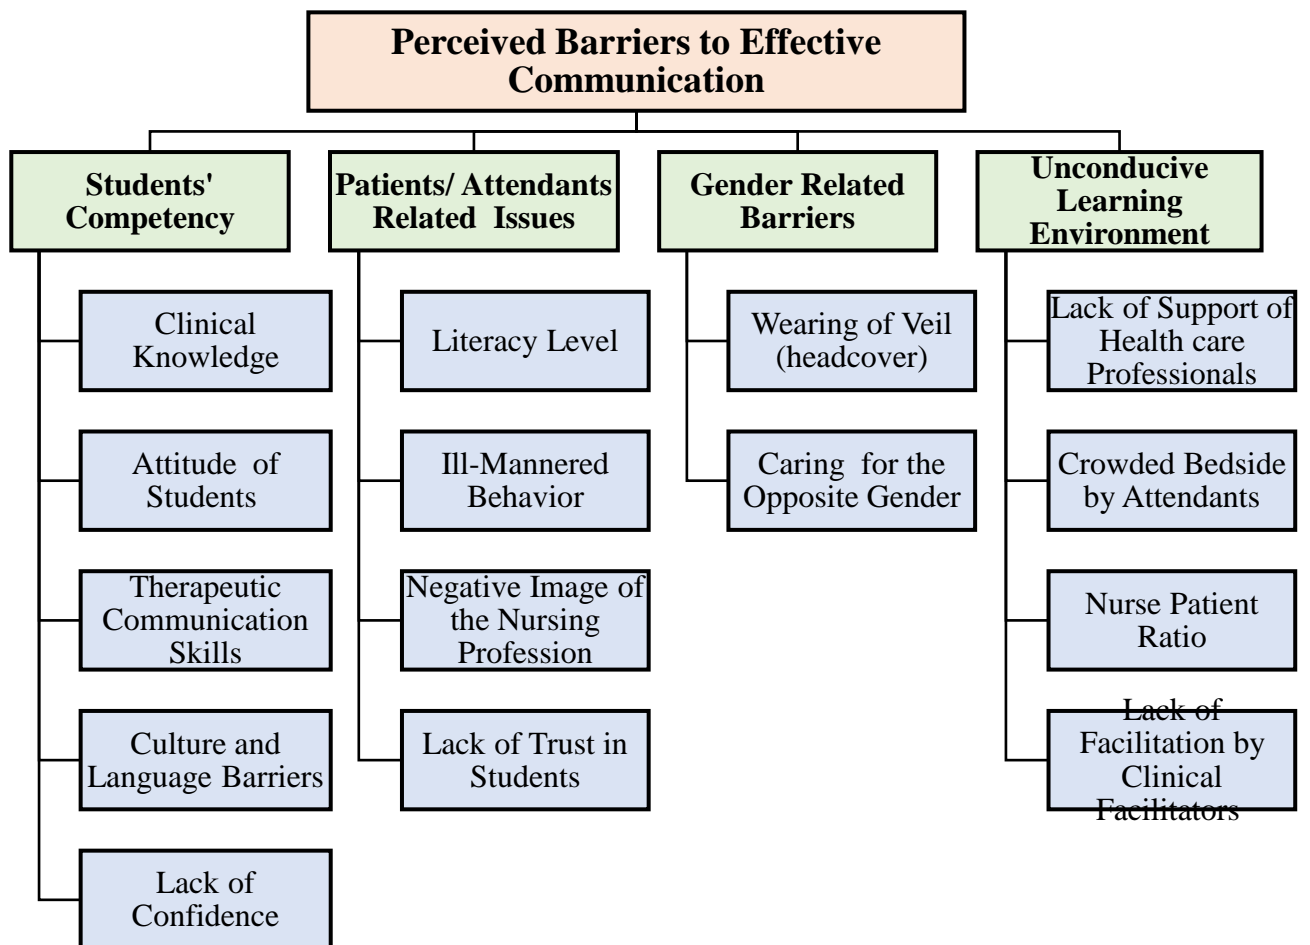 Perceived Barriers to Effective
Communication
Students'
Competency
Clinical
Knowledge
Attitude of
Students
Therapeutic
Communication
Skills
Culture and
Language Barriers
Lack of
Confidence
Patients/ Attendants
Related Issues
Literacy Level
Ill-Mannered
Behavior
Negative Image of
the Nursing
Profession
Lack of Trust in
Students
Gender Related
Barriers
Wearing of Veil
(headcover)
Caring for the
Opposite Gender
Unconducive
Learning
Environment
Lack of Support of
Health care
Professionals
Crowded Bedside
by Attendants
Nurse Patient
Ratio
Lack of
Facilitation by
Clinical
Facilitators